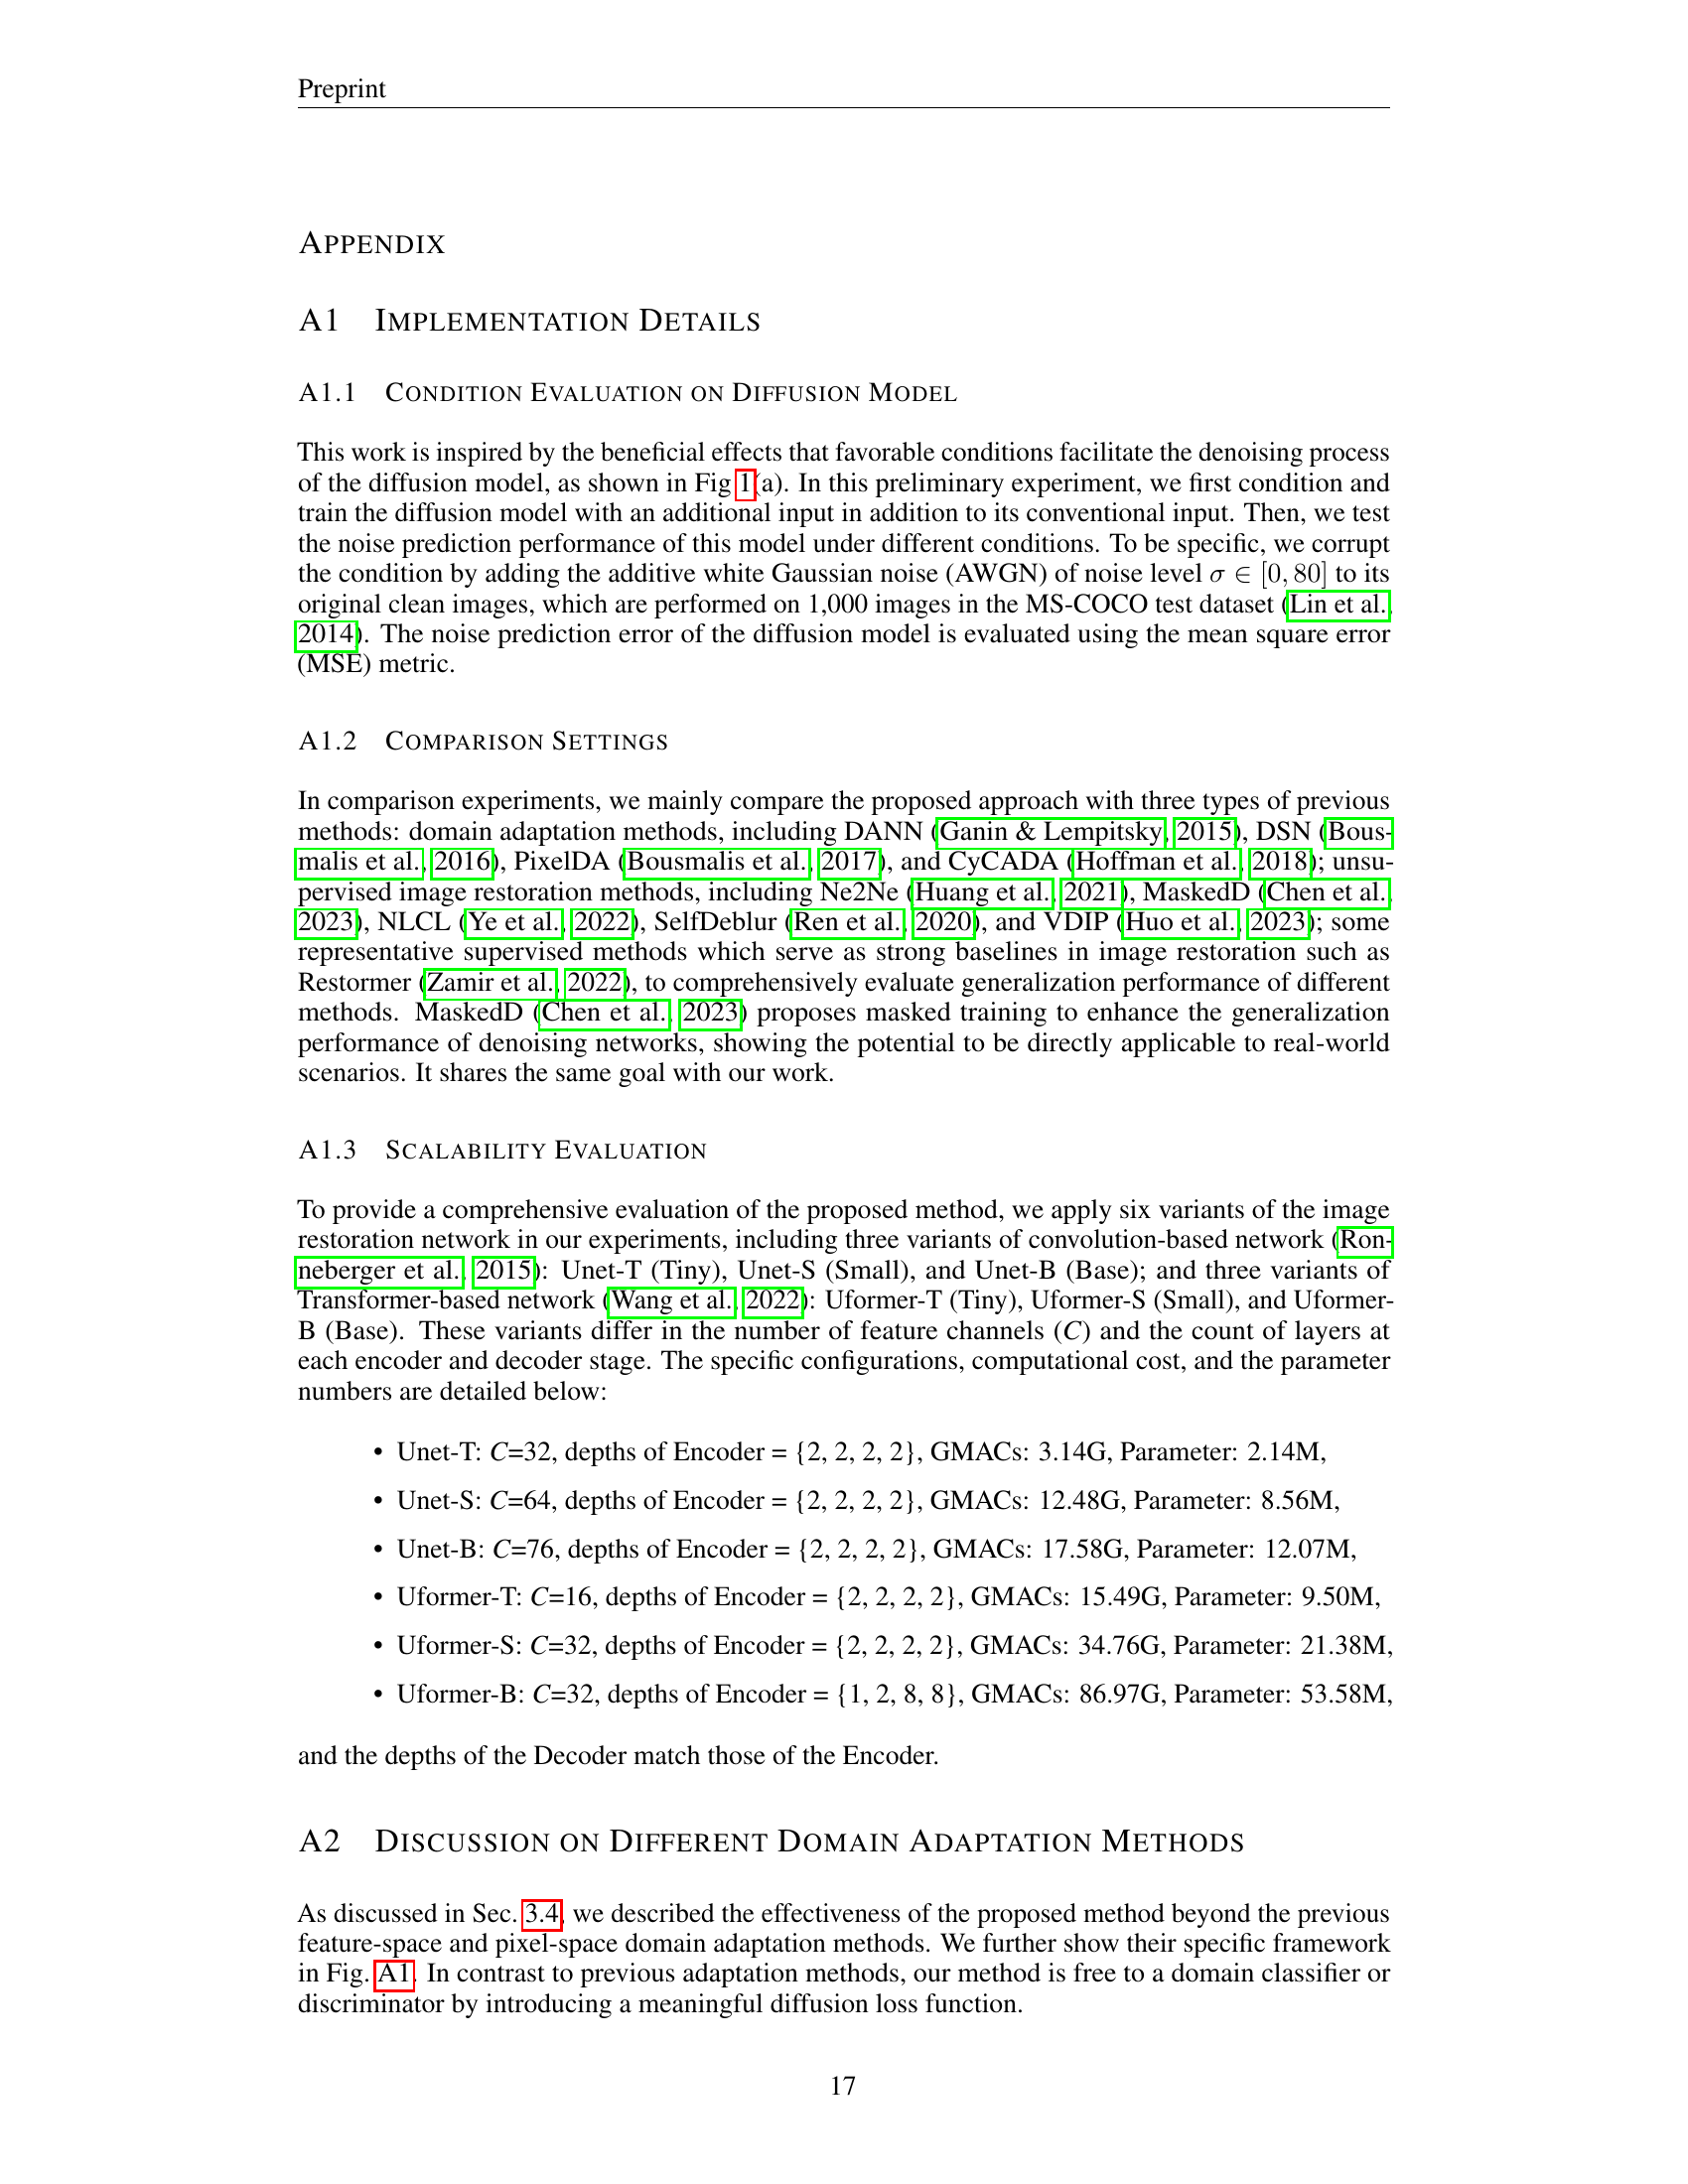 Preprint
APPENDIX
A1 IMPLEMENTATION DETAILS
A1.1 CONDITION EVALUATION ON DIFFUSION MODEL
This work is inspired by the beneficial effects that favorable conditions facilitate the denoising process
of the diffusion model, as shown in Fig 1(a). In this preliminary experiment, we first condition and
train the diffusion model with an additional input in addition to its conventional input. Then, we test
the noise prediction performance of this model under different conditions. To be specific, we corrupt
the condition by adding the additive white Gaussian noise (AWGN) of noise level σ ∈ [0, 80] to its
original clean images, which are performed on 1,000 images in the MS-COCO test dataset (Lin et al.,
2014). The noise prediction error of the diffusion model is evaluated using the mean square error
(MSE) metric.
A1.2 COMPARISON SETTINGS
In comparison experiments, we mainly compare the proposed approach with three types of previous
methods: domain adaptation methods, including DANN (Ganin & Lempitsky, 2015), DSN (Bous-
malis et al., 2016), PixelDA (Bousmalis et al., 2017), and CyCADA (Hoffman et al., 2018); unsu-
pervised image restoration methods, including Ne2Ne (Huang et al., 2021), MaskedD (Chen et al.,
2023), NLCL (Ye et al., 2022), SelfDeblur (Ren et al., 2020), and VDIP (Huo et al., 2023); some
representative supervised methods which serve as strong baselines in image restoration such as
Restormer (Zamir et al., 2022), to comprehensively evaluate generalization performance of different
methods. MaskedD (Chen et al., 2023) proposes masked training to enhance the generalization
performance of denoising networks, showing the potential to be directly applicable to real-world
scenarios. It shares the same goal with our work.
A1.3 SCALABILITY EVALUATION
To provide a comprehensive evaluation of the proposed method, we apply six variants of the image
restoration network in our experiments, including three variants of convolution-based network (Ron-
neberger et al., 2015): Unet-T (Tiny), Unet-S (Small), and Unet-B (Base); and three variants of
Transformer-based network (Wang et al., 2022): Uformer-T (Tiny), Uformer-S (Small), and Uformer-
B (Base). These variants differ in the number of feature channels (C) and the count of layers at
each encoder and decoder stage. The specific configurations, computational cost, and the parameter
numbers are detailed below:
• Unet-T: C=32, depths of Encoder = {2, 2, 2, 2}, GMACs: 3.14G, Parameter: 2.14M,
• Unet-S: C=64, depths of Encoder = {2, 2, 2, 2}, GMACs: 12.48G, Parameter: 8.56M,
• Unet-B: C=76, depths of Encoder = {2, 2, 2, 2}, GMACs: 17.58G, Parameter: 12.07M,
• Uformer-T: C=16, depths of Encoder = {2, 2, 2, 2}, GMACs: 15.49G, Parameter: 9.50M,
• Uformer-S: C=32, depths of Encoder = {2, 2, 2, 2}, GMACs: 34.76G, Parameter: 21.38M,
• Uformer-B: C=32, depths of Encoder = {1, 2, 8, 8}, GMACs: 86.97G, Parameter: 53.58M,
and the depths of the Decoder match those of the Encoder.
A2 DISCUSSION ON DIFFERENT DOMAIN ADAPTATION METHODS
As discussed in Sec. 3.4, we described the effectiveness of the proposed method beyond the previous
feature-space and pixel-space domain adaptation methods. We further show their specific framework
in Fig. A1. In contrast to previous adaptation methods, our method is free to a domain classifier or
discriminator by introducing a meaningful diffusion loss function.
17